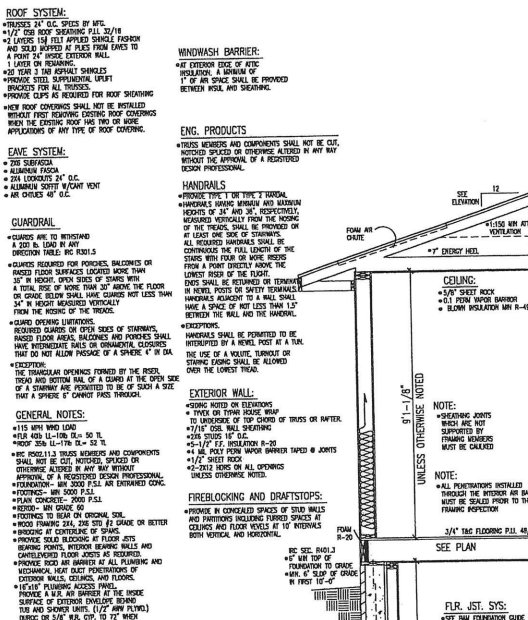 ROOF SYSTEM:
•TRUSSES 24" O.C. SPECS BY MFG.
•1/2" OSB ROOF SHEATHING P.I.I. 32/16
•2 LAYERS 15# FELT APPLIED SHINGLE FASHION
AND SOLID MOPPED AT PLIES FROM EAVES TO
A POINT 24" INSIDE EXTERIOR WALL.
1 LAYER ON REMAINING.
•20 YEAR 3 TAB ASPHALT SHINGLES
•PROVIDE STEEL SUPPLIMENTAL UPLIFT
BRACKETS FOR ALL TRUSSES.
•PROVIDE CLIPS AS REQUIRED FOR ROOF SHEATHING
•NEW ROOF COVERINGS SHALL NOT BE INSTALLED
WITHOUT FIRST REMOVING EXISTING ROOF COVERINGS
WHEN THE EXISTING ROOF HAS TWO OR MORE
APPLICATIONS OF ANY TYPE OF ROOF COVERING.
EAVE SYSTEM:
• 2X6 SUBFASCIA
• ALUMINUM FASCIA
• 2X4 LOOKOUTS 24" O.C.
• ALUMINUM SOFFIT W/CANT VENT
• AIR CHUTES 48" O.C.
GUARDRAIL
•GUARDS ARE TO WITHSTAND
A 200 lb. LOAD IN ANY
DIRECTION TABLE: IRC R301.5
•GUARDS REQUIRED FOR PORCHES, BALCONIES OR
RAISED FLOOR SURFACES LOCATED MORE THAN
OPEN SIDES OF STAIRS WITH
A TOTAL RISE OF MORE THAN 30" ABOVE THE FLOOR
OR GRADE BELOW SHALL HAVE GUARDS NOT LESS THAN
34" IN HEIGHT MEASURED VERTICALLY
FROM THE NOSING OF THE TREADS.
•GUARD OPENING LIMITATIONS.
REQUIRED GUARDS ON OPEN SIDES OF STAIRWAYS,
RAISED FLOOR AREAS, BALCONIES AND PORCHES SHALL
HAVE INTERMEDIATE RAILS OR ORNAMENTAL CLOSURES
THAT DO NOT ALLOW PASSAGE OF A SPHERE 4" IN DIA.
•EXCEPTION:
THE TRIANGULAR OPENINGS FORMED BY THE RISER,
TREAD AND BOTTOM RAIL OF A GUARD AT THE OPEN SIDE
OF A STAIRWAY ARE PERMITTED TO BE OF SUCH A SIZE
THAT A SPHERE 6" CANNOT PASS THROUGH.
GENERAL NOTES:
•115 MPH WIND LOAD
•FLR 40lb LL-10lb DL= 50 TL
•ROOF 35lb LL-17lb DL= 52 TL
•IRC R502.11.3 TRUSS MEMBERS AND COMPONENTS
SHALL NOT BE CUT, NOTCHED, SPLICED OR
OTHERWISE ALTERED IN ANY WAY WITHOUT
APPROVAL OF A REGISTERED DESIGN PROFESSIONAL.
•FOUNDATION- MIN 3000 P.S.I. AIR ENTRAINED CONC.
•FOOTINGS- MIN 5000 P.S.I.
•PLAIN CONCRETE- 2000 P.S.I.
•REROD- MIN GRADE 60
•FOOTINGS TO BEAR ON ORIGINAL SOIL.
•WOOD FRAMING 2X4, 2X6 STD #2 GRADE OR BETTER
•BRIDGING AT CENTERLINE OF SPANS.
•PROVIDE SOLID BLOCKING AT FLOOR JSTS
BEARING POINTS, INTERIOR BEARING WALLS AND
CANTELEVERED FLOOR JOISTS AS REQUIRED.
•PROVIDE RIGID AIR BARRIER AT ALL PLUMBING AND
MECHANICAL HEAT DUCT PENETRATIONS OF
EXTERIOR WALLS, CEILINGS, AND FLOORS.
•16"x16" PLUMBING ACCESS PANEL.
PROVIDE A AIR BARRIER AT THE INSIDE
SURFACE OF EXTERIOR ENVELOPE BEHIND
TUB AND SHOWER UNITS.
DUROC OR 5/8" W.R. GYP. TO 72" WHEN
WINDWASH BARRIER:
•AT EXTERIOR EDGE OF ATTIC
INSULATION, A MINIMUM OF
1" OF AIR SPACE SHALL BE PROVIDED
BETWEEN INSUL AND SHEATHING.
ENG. PRODUCTS
•TRUSS MEMBERS AND COMPONENTS SHALL NOT BE CUT,
NOTCHED SPLICED OR OTHERWISE ALTERED IN ANY WAY
WITHOUT THE APPROVAL OF A REGISTERED
DESIGN PROFESSIONAL.
HANDRAILS
•PROVIDE TYPE 1 OR TYPE 2 HANDRAIL
•HANDRAILS HAVING MINIMUM AND MAXIMUM
HEIGHTS OF 34" AND 38", RESPECTIVELY,
MEASURED VERTICALLY FROM THE NOSING
OF THE TREADS, SHALL BE PROVIDED ON
AT LEAST ONE SIDE OF STAIRWAYS.
ALL REQUIRED HANDRAILS SHALL BE
CONTINUOUS THE FULL LENGTH OF THE
STAIRS WITH FOUR OR MORE RISERS
FROM A POINT DIRECTLY ABOVE THE
LOWEST RISER OF THE FLIGHT.
ENDS SHALL BE RETURNED OR TERMINATE
IN NEWEL POSTS OR SAFETY TERMINALS.
HANDRAILS ADJACENT TO A WALL SHALL
HAVE A SPACE OF NOT LESS THAN 1.5"
BETWEEN THE WALL AND THE HANDRAIL.
•EXCEPTIONS.
HANDRAILS SHALL BE PERMITTED TO BE
INTERUPTED BY A NEWEL POST AT A TURN.
THE USE OF A VOLUTE, TURNOUT OR
STARING EASING SHALL BE ALLOWED
OVER THE LOWEST TREAD.
EXTERIOR WALL:
•SIDING NOTED ON ELEVATIONS
• TYVEK OR TYPAR HOUSE WRAP
TO UNDERSIDE OF TOP CHORD OF TRUSS OR RAFTER.
•7/16" OSB. WALL SHEATHING
•2X6 STUDS 16" O.C.
•5-1/2" F.F. INSULATION R-20
•4 MIL POLY PERM VAPOR BARRIER TAPED @ JOINTS
•1/2" SHEET ROCK
•2-2X12 HDRS ON ALL OPENINGS
UNLESS OTHERWISE NOTED.
FIREBLOCKING AND DRAFTSTOPS:
•PROVIDE IN CONCEALED SPACES OF STUD WALLS
AND PARTITIONS INCLUDING FURRED SPACES AT
CEILINGS AND FLOOR LEVELS AT 10' INTERVALS
BOTH VERTICAL AND HORIZONTAL.
FOAM
R-20
IRC SEC. R401.3
•6" MIN TOP OF
FOUNDATION TO GRADE
•MIN. 6" SLOP OF GRADE
IN FIRST 10'-0"
SEE
ELEVATION
12
FOAM AIR
CHUTE
•1:150 MIN ATT
VENTILATION
•7" ENERGY HEEL
CEILING:
•5/8" SHEET ROCK
•0.1 PERM VAPOR BARRIOR
• BLOWN INSULATION MIN R-49
9'1-1/8"
UNLESS OTHERWISE NOTED
NOTE:
•SHEATHING JOINTS
WHICH ARE NOT
SUPPORTED BY
FRAMING MEMBERS
MUST BE CAULKED
NOTE:
•ALL PENETRATIONS INSTALLED
THROUGH THE INTERIOR AIR BA
MUST BE SEALED PRIOR TO TH
FRAMING INSPECTION
3/4" T&G FLOORING P.I.I. 48,
SEE PLAN
FLR. JST. SYS:
•SEE FOUNDATION GUIDE